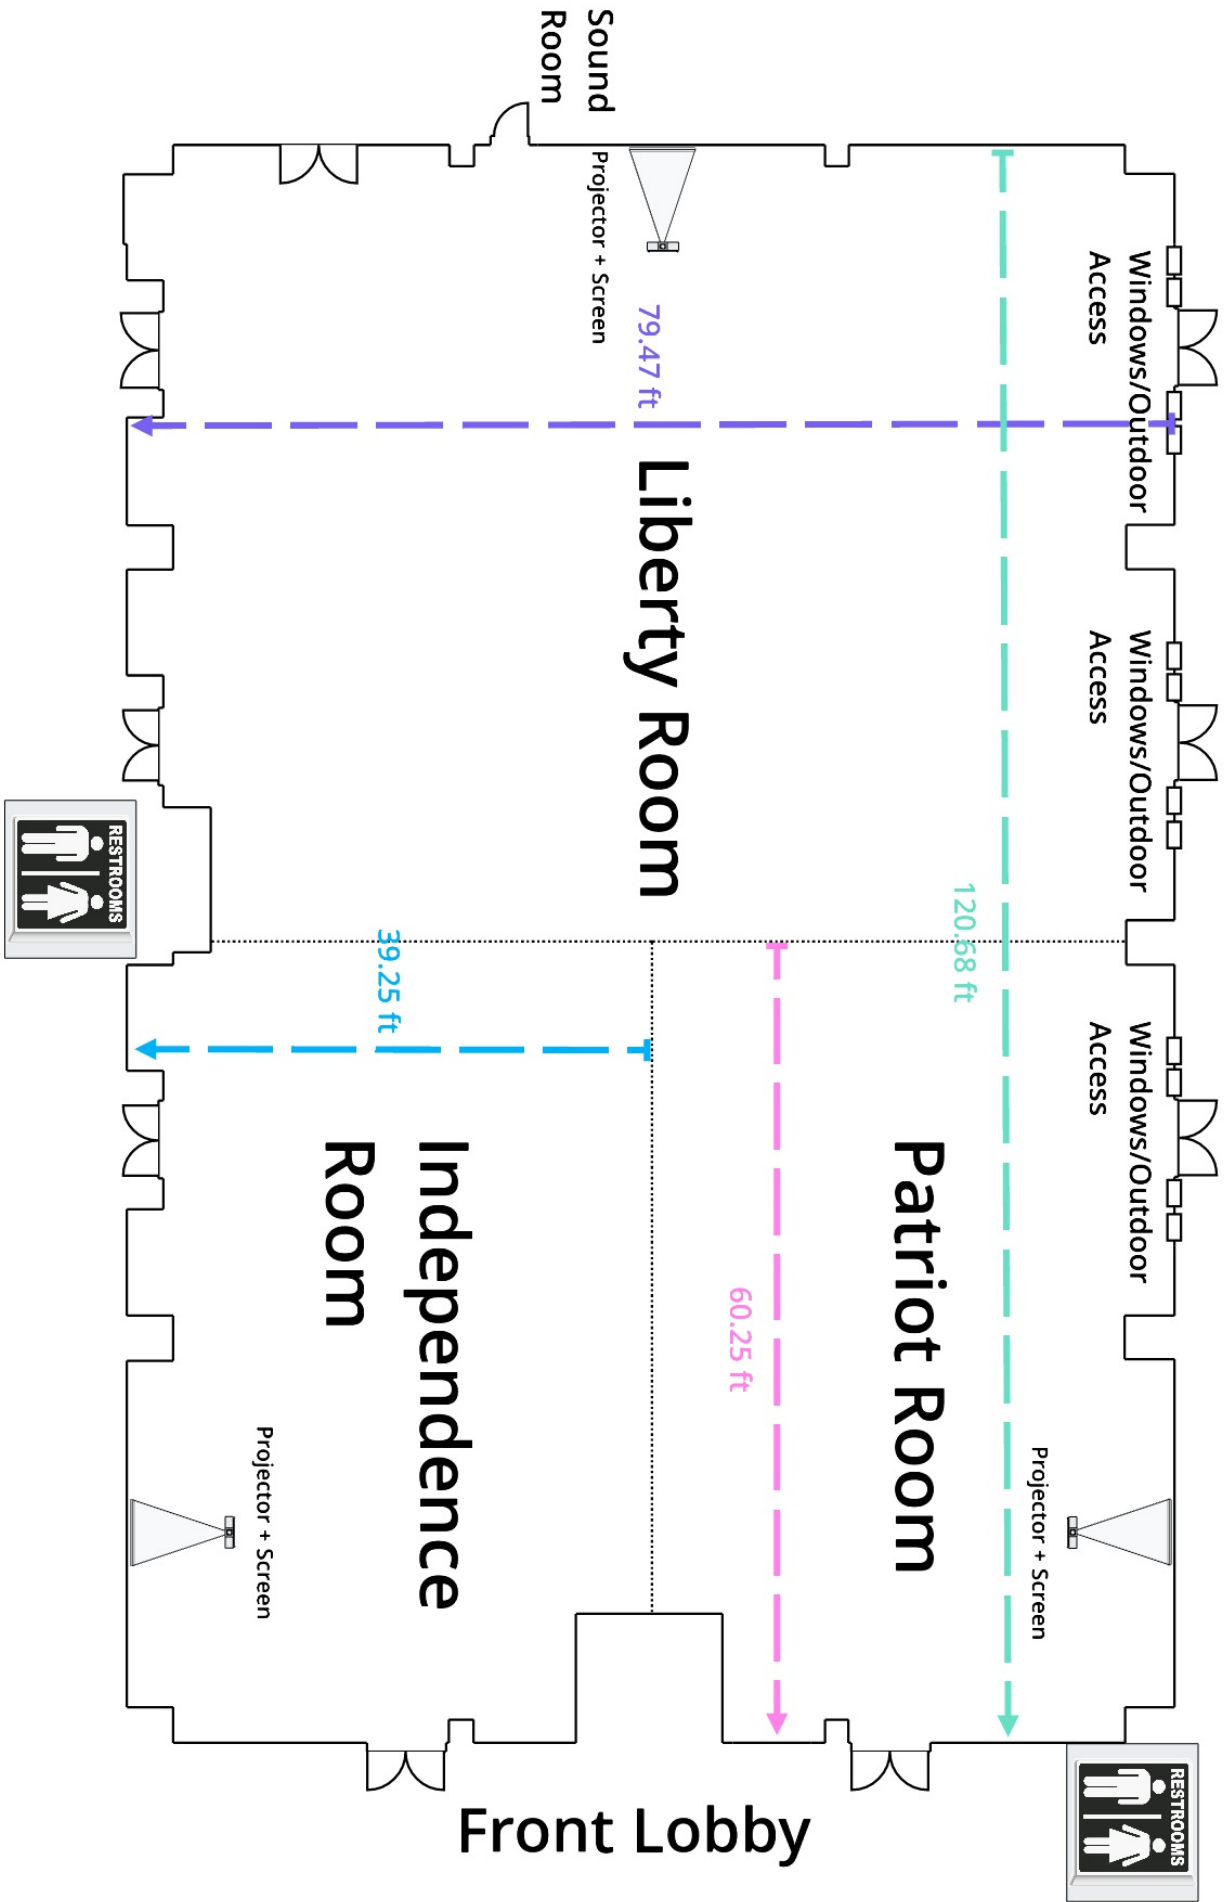 Sound
Room
Projector + Screen
79.47 ft
Windows/Outdoor
Access
Liberty Room
Windows/Outdoor
Access
120.68 ft
RESTROOMS
39.25 ft
Windows/Outdoor
Access
Patriot Room
Independence
Room
60.25 ft
Projector + Screen
Projector + Screen
Front Lobby
RESTROOMS